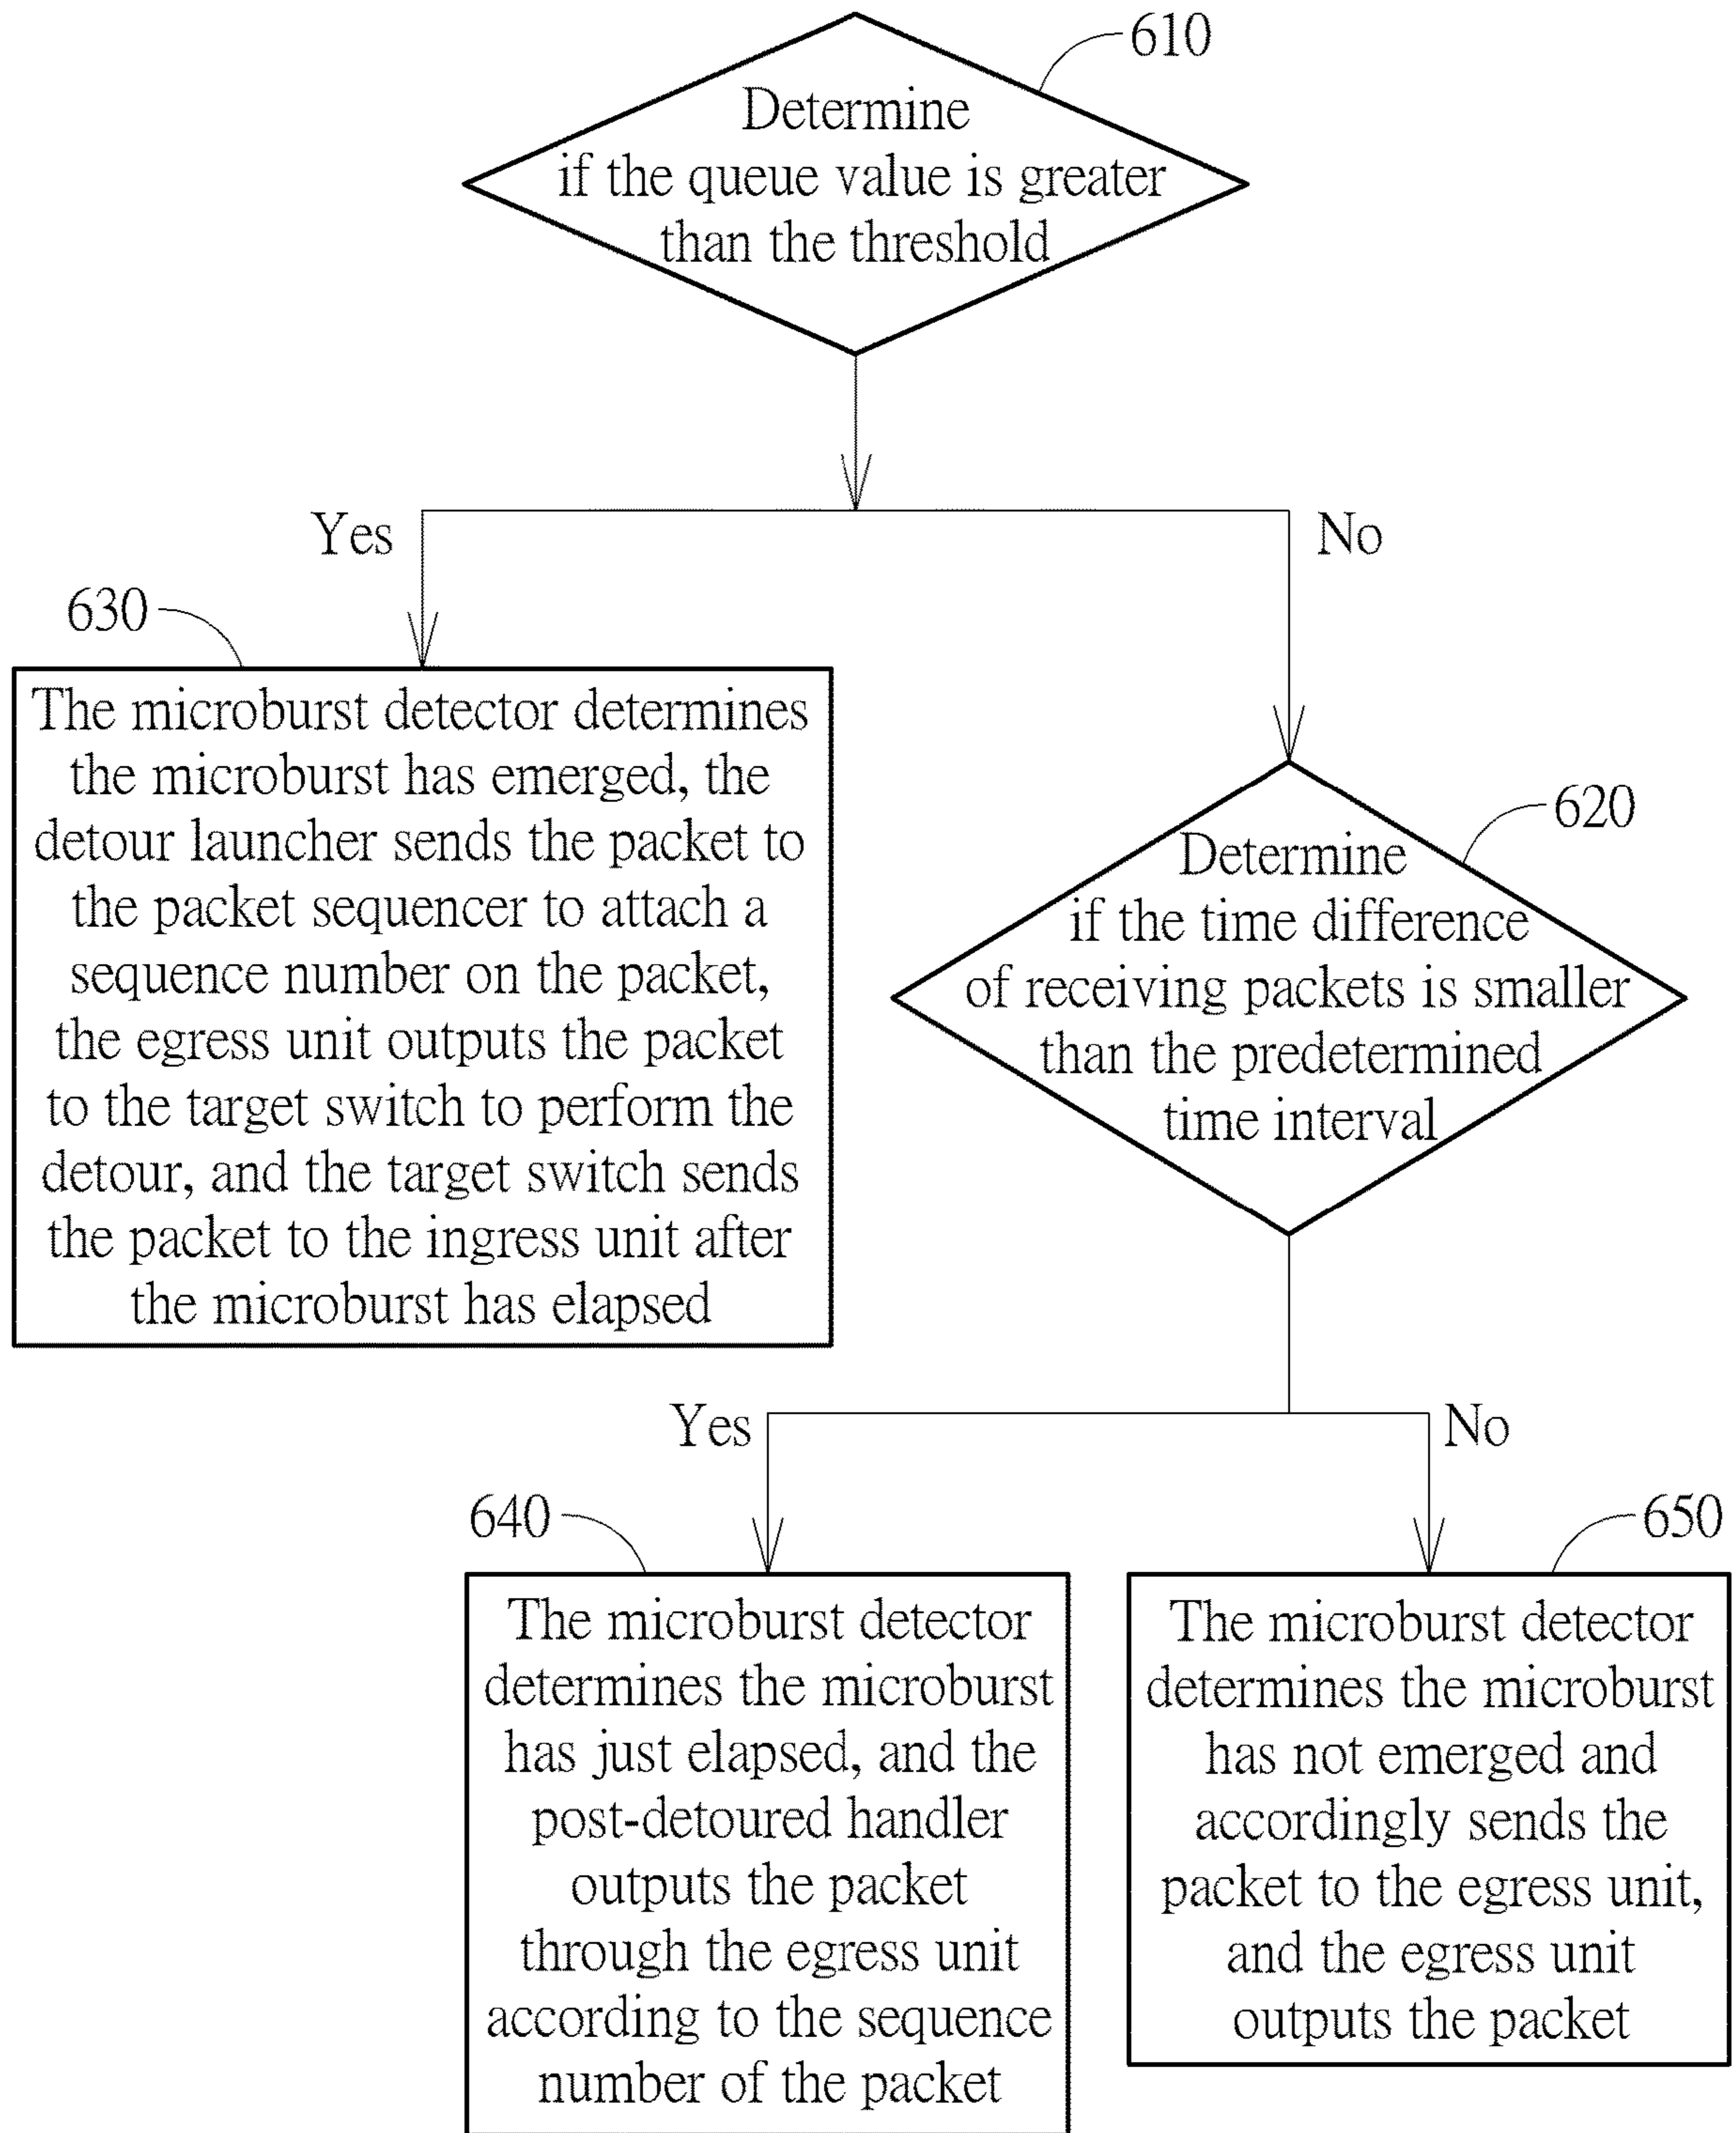 610
Determine
if the queue value is greater
than the threshold
Yes
No
630
The microburst detector determines
the microburst has emerged, the
detour launcher sends the packet to
the packet sequencer to attach a
sequence number on the packet,
the egress unit outputs the packet
to the target switch to perform the
detour, and the target switch sends
the packet to the ingress unit after
the microburst has elapsed
620
Determine
if the time difference
of receiving packets is smaller
than the predetermined
time interval
Yes
No
640
The microburst detector
determines the microburst
has just elapsed, and the
post-detoured handler
outputs the packet
through the egress unit
according to the sequence
number of the packet
650
The microburst detector
determines the microburst
has not emerged and
accordingly sends the
packet to the egress unit,
and the egress unit
outputs the packet